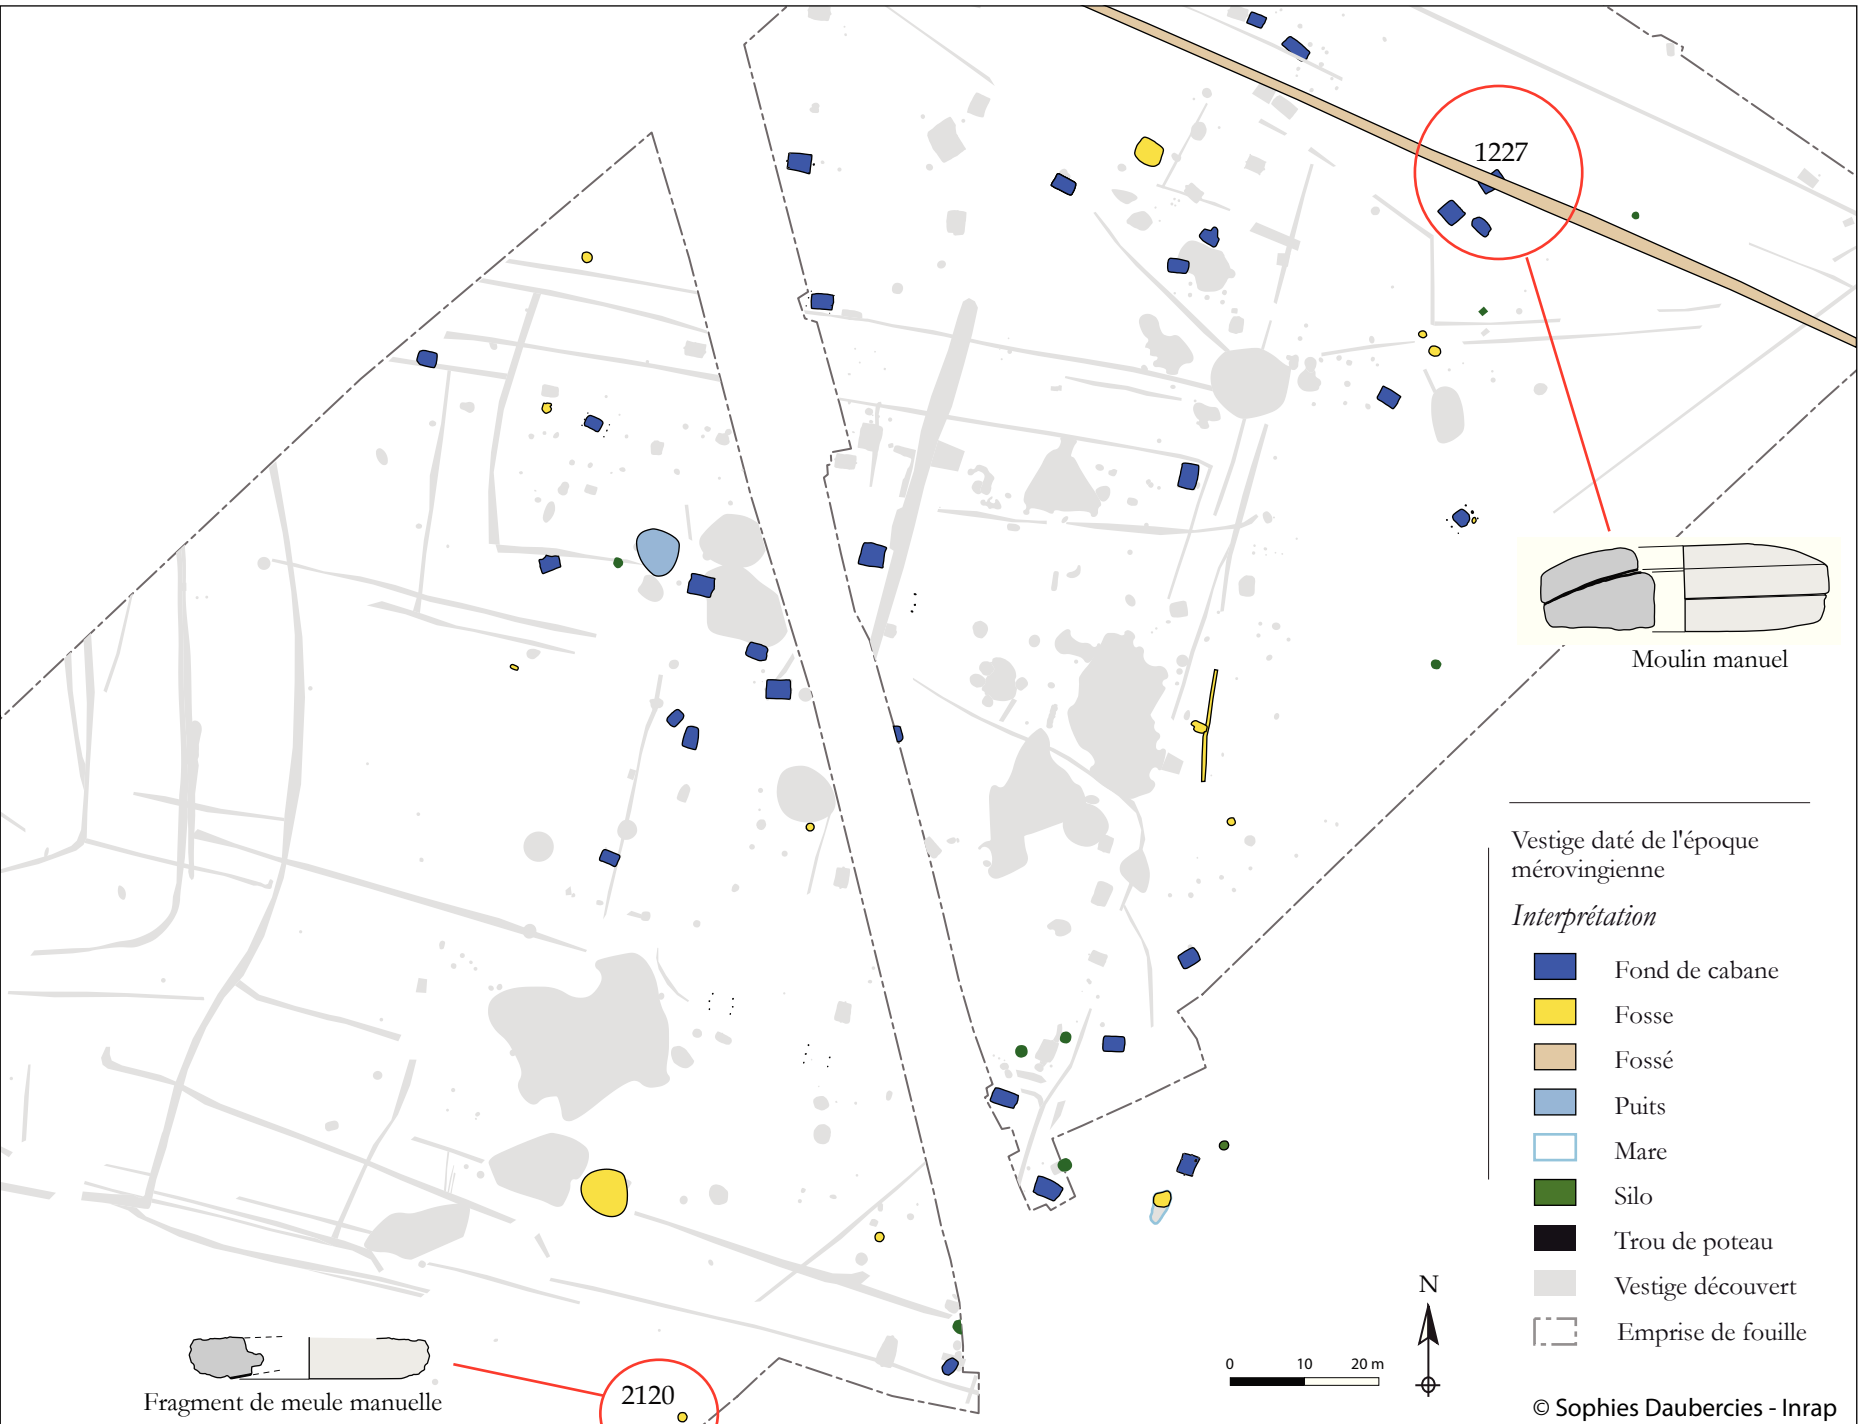 1227
Moulin manuel
Vestige daté de l'époque
mérovingienne
Interprétation
Fond de cabane
Fosse
Fossé
Puits
Mare
Silo
Trou de poteau
Vestige découvert
Emprise de fouille
N
0 10 20 m
2120
Fragment de meule manuelle
© Sophies Daubercies - Inrap